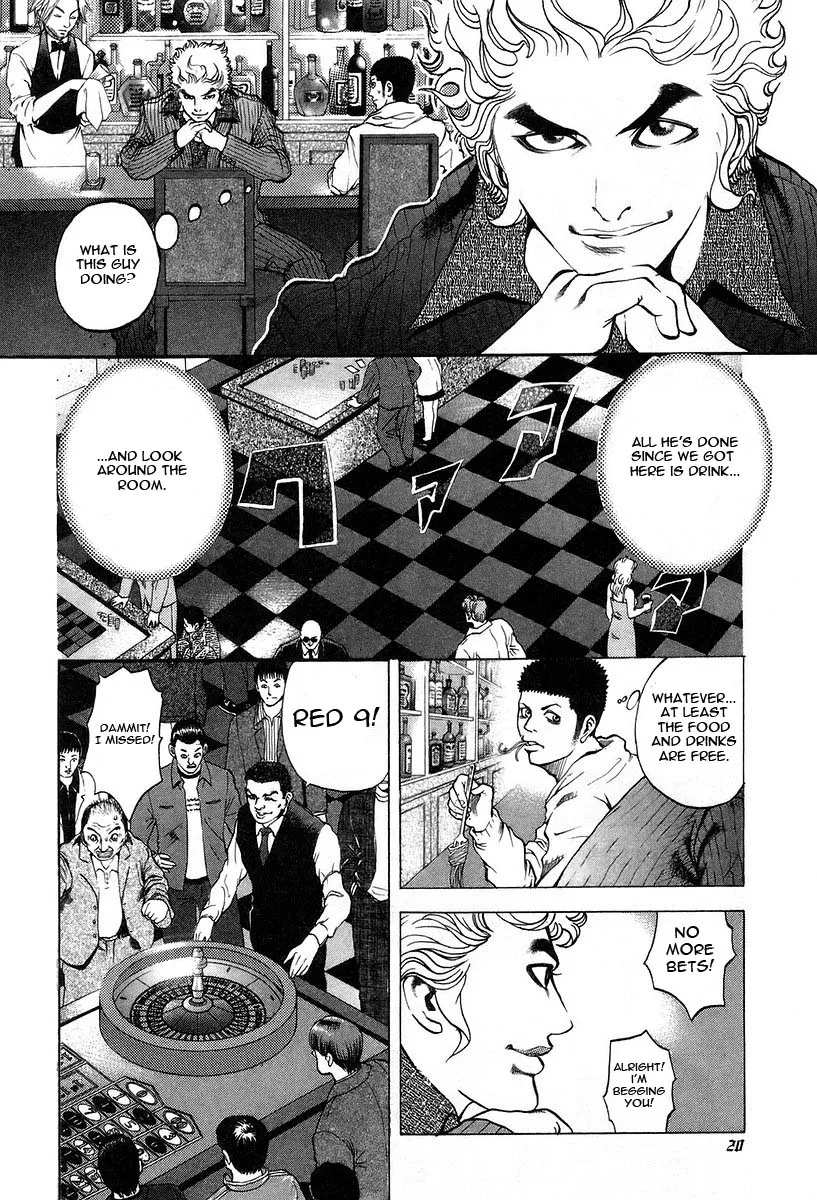 WHAT IS
THIS GUY
DOING?
ALL HE'S DONE
SINCE WE GOT
HERE IS DRINK...
...AND LOOK
AROUND THE
ROOM.
WHATEVER...
AT LEAST
THE FOOD
AND DRINKS
ARE FREE.
RED 9!
DAMMIT!
I MISSED!
NO
MORE
BETS!
ALRIGHT!
I'M
BEGGING
YOU!
20